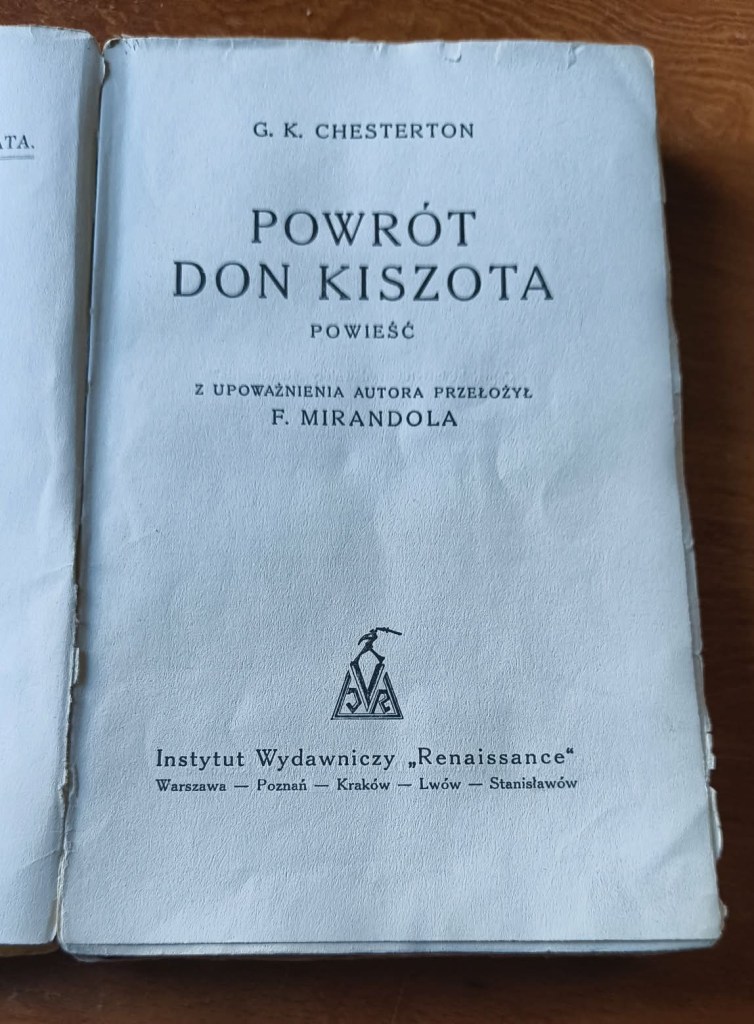 G. K. CHESTERTON
POWRÓT
DON KISZOTA
POWIEŚĆ
Z UPOWAŻNIENIA AUTORA PRZEŁOŻYŁ
F. MIRANDOLA
Instytut Wydawniczy „Renaissance“
Warszawa — Poznań — Kraków — Lwów — Stanisławów